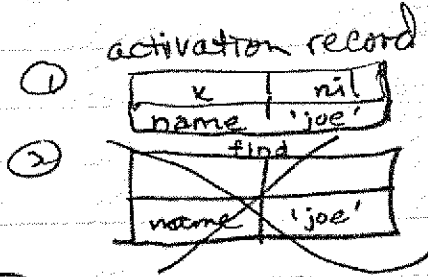 activation record
① x nil
name 'joe'
② find
name 'joe'